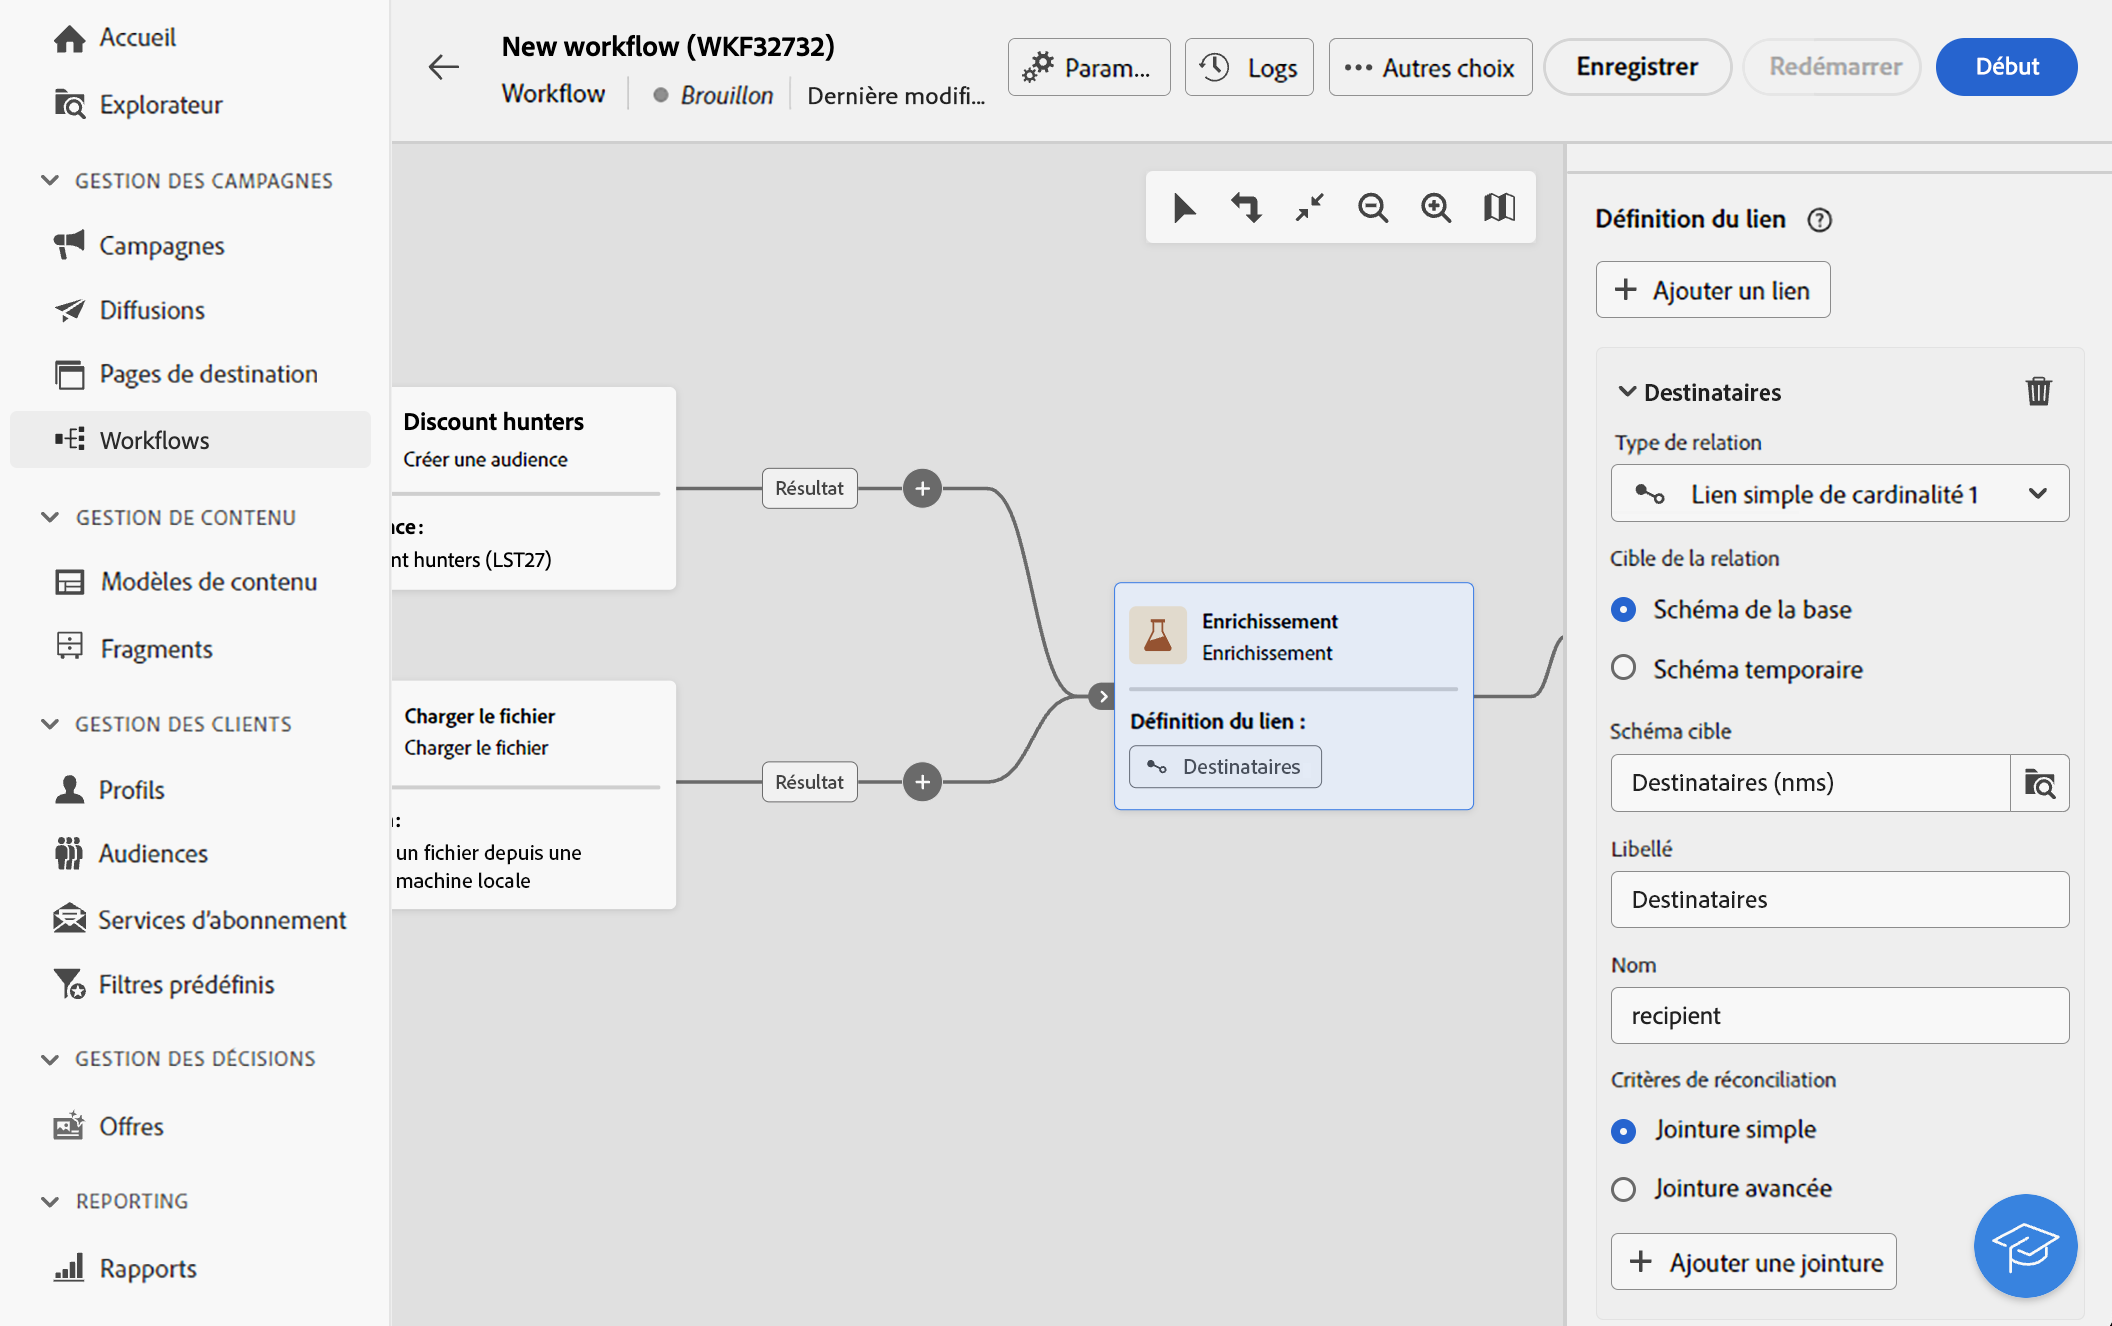 Accueil
Explorateur
GESTION DES CAMPAGNES
Campagnes
Diffusions
Pages de destination
Workflows
GESTION DE CONTENU
Modèles de contenu
Fragments
GESTION DES CLIENTS
Profils
Audiences
Services d'abonnement
Filtres prédéfinis
GESTION DES DÉCISIONS
Offres
REPORTING
Rapports
New workflow (WKF32732)
Workflow
Brouillon
Dernière modifi...
Param...
Logs
Autres choix
Enregistrer
Redémarrer
Début
Discount hunters
Créer une audience
nce :
nt hunters (LST27)
Résultat
Charger le fichier
Charger le fichier
un fichier depuis une
machine locale
Résultat
Enrichissement
Enrichissement
Définition du lien :
Destinataires
Définition du lien
Ajouter un lien
Destinataires
Type de relation
Lien simple de cardinalité 1
Cible de la relation
Schéma de la base
Schéma temporaire
Schéma cible
Destinataires (nms)
Libellé
Destinataires
Nom
recipient
Critères de réconciliation
Jointure simple
Jointure avancée
Ajouter une jointure